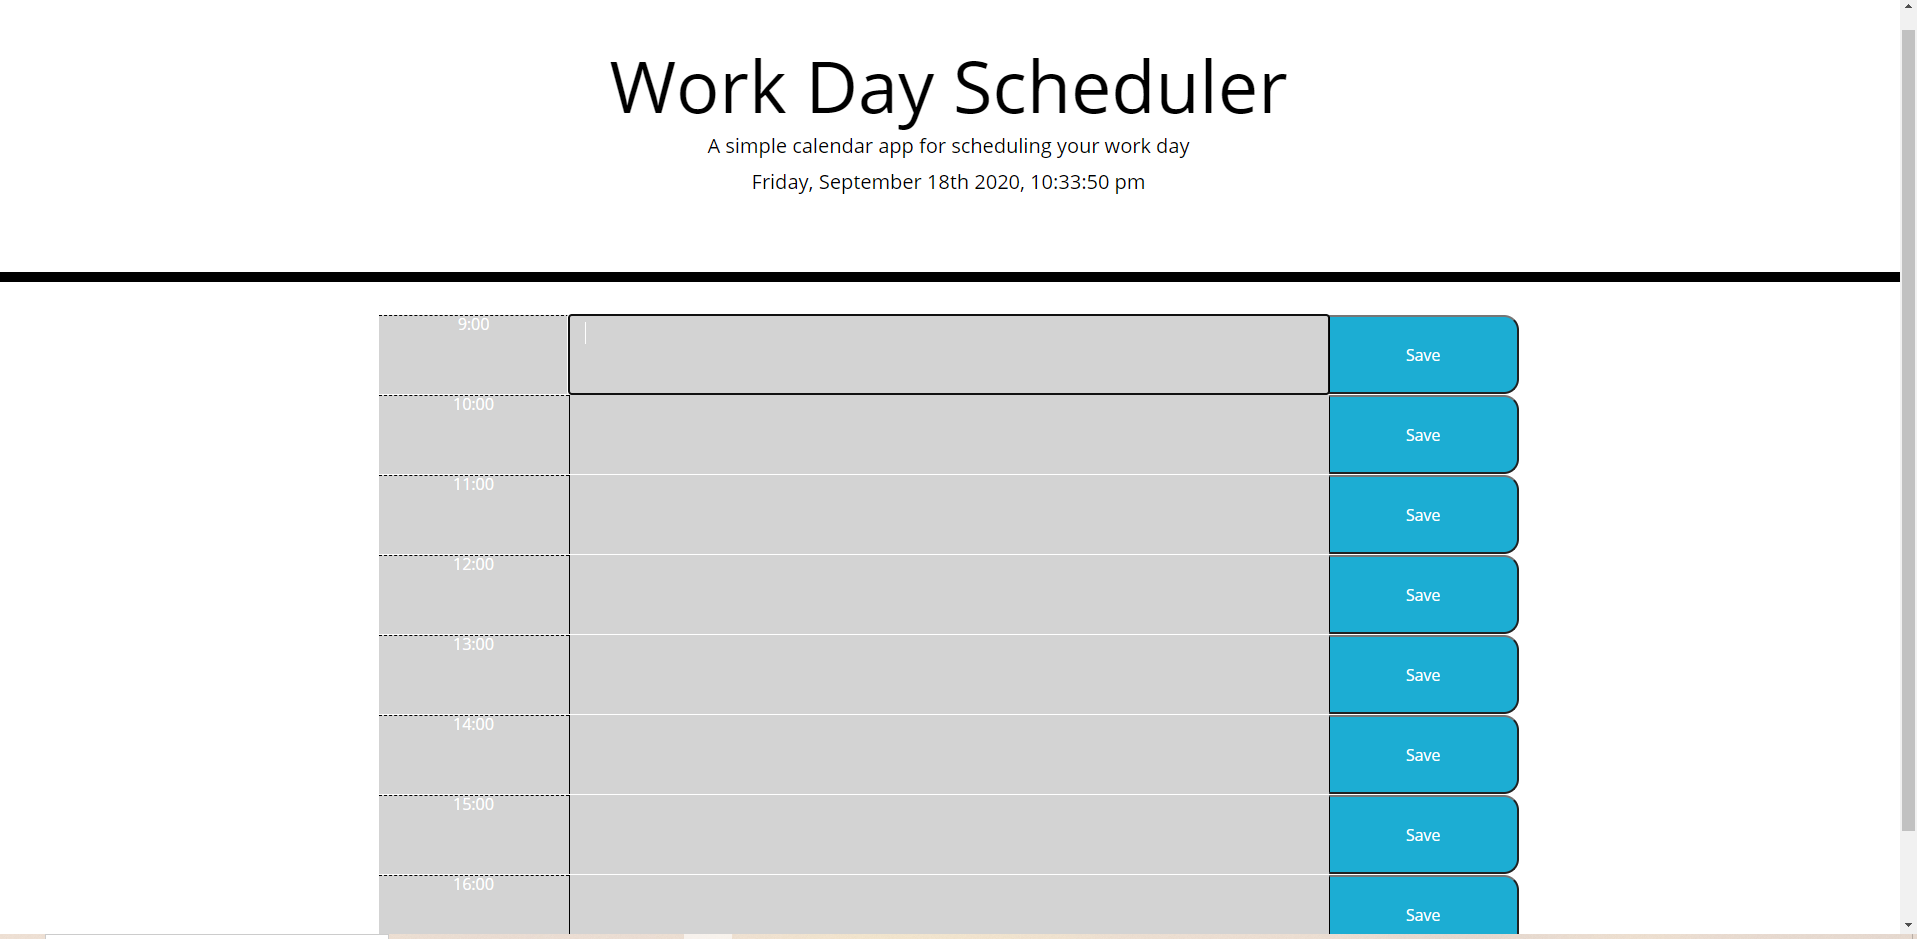 Work Day Scheduler
A simple calendar app for scheduling your work day
Friday, September 18th 2020, 10:33:50 pm
9:00 Save
10:00 Save
11:00 Save
12:00 Save
13:00 Save
14:00 Save
15:00 Save
16:00 Save